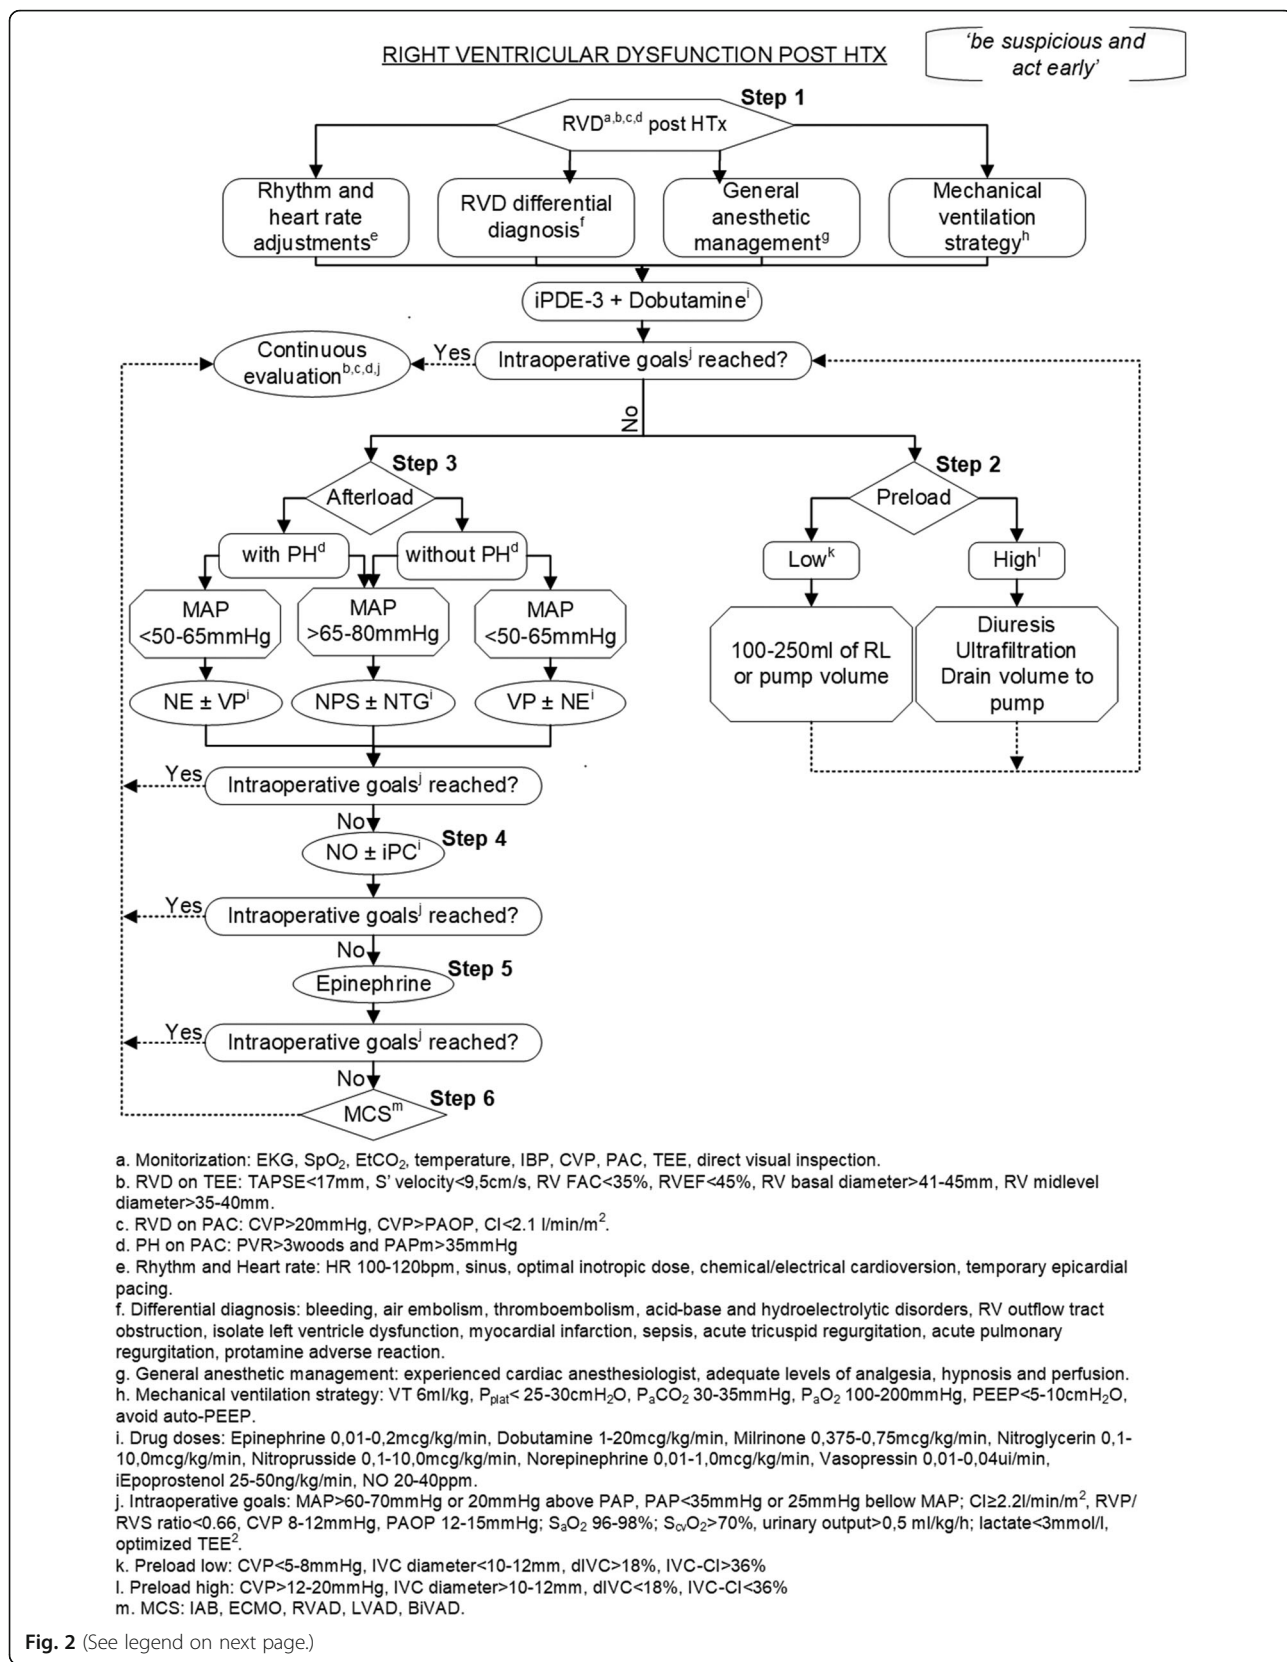 RIGHT VENTRICULAR DYSFUNCTION POST HTX
'be suspicious and
act early'
Step 1
RVDa,b,c,d post HTx
Rhythm and
heart rate
adjustmentse
RVD differential
diagnosisf
General
anesthetic
managementg
Mechanical
ventilation
strategyh
iPDE-3 + Dobutaminei
Continuous
evaluationb,c,d,j
Yes
Intraoperative goalsj reached?
No
Step 3
Afterload
Step 2
Preload
with PHd
without PHd
Lowk
Highl
MAP
<50-65mmHg
MAP
>65-80mmHg
MAP
<50-65mmHg
100-250ml of RL
or pump volume
Diuresis
Ultrafiltration
Drain volume to
pump
NE ± VPi
NPS ± NTGi
VP ± NEi
Yes
Intraoperative goalsj reached?
No
Step 4
NO ± iPCi
Yes
Intraoperative goalsj reached?
No
Step 5
Epinephrine
Yes
Intraoperative goalsj reached?
No
Step 6
MCSm
a. Monitorization: EKG, SpO2, EtCO2, temperature, IBP, CVP, PAC, TEE, direct visual inspection.
b. RVD on TEE: TAPSE<17mm, S' velocity<9,5cm/s, RV FAC<35%, RVEF<45%, RV basal diameter>41-45mm, RV midlevel
diameter>35-40mm.
c. RVD on PAC: CVP>20mmHg, CVP>PAOP, CI<2.1 l/min/m2.
d. PH on PAC: PVR>3woods and PAPm>35mmHg
e. Rhythm and Heart rate: HR 100-120bpm, sinus, optimal inotropic dose, chemical/electrical cardioversion, temporary epicardial
pacing.
f. Differential diagnosis: bleeding, air embolism, thromboembolism, acid-base and hydroelectrolytic disorders, RV outflow tract
obstruction, isolate left ventricle dysfunction, myocardial infarction, sepsis, acute tricuspid regurgitation, acute pulmonary
regurgitation, protamine adverse reaction.
g. General anesthetic management: experienced cardiac anesthesiologist, adequate levels of analgesia, hypnosis and perfusion.
h. Mechanical ventilation strategy: VT 6ml/kg, Pplat< 25-30cmH2O, PaCO2 30-35mmHg, PaO2 100-200mmHg, PEEP<5-10cmH2O,
avoid auto-PEEP.
i. Drug doses: Epinephrine 0,01-0,2mcg/kg/min, Dobutamine 1-20mcg/kg/min, Milrinone 0,375-0,75mcg/kg/min, Nitroglycerin 0,1-
10,0mcg/kg/min, Nitroprusside 0,1-10,0mcg/kg/min, Norepinephrine 0,01-1,0mcg/kg/min, Vasopressin 0,01-0,04ui/min,
iEpoprostenol 25-50ng/kg/min, NO 20-40ppm.
j. Intraoperative goals: MAP>60-70mmHg or 20mmHg above PAP, PAP<35mmHg or 25mmHg bellow MAP; CI≥2.2l/min/m2, RVP/
RVS ratio<0.66, CVP 8-12mmHg, PAOP 12-15mmHg; SaO2 96-98%; ScvO2>70%, urinary output>0,5 ml/kg/h; lactate<3mmol/l,
optimized TEE2.
k. Preload low: CVP<5-8mmHg, IVC diameter<10-12mm, dIVC>18%, IVC-CI>36%
l. Preload high: CVP>12-20mmHg, IVC diameter>10-12mm, dIVC<18%, IVC-CI<36%
m. MCS: IAB, ECMO, RVAD, LVAD, BiVAD.
Fig. 2 (See legend on next page.)